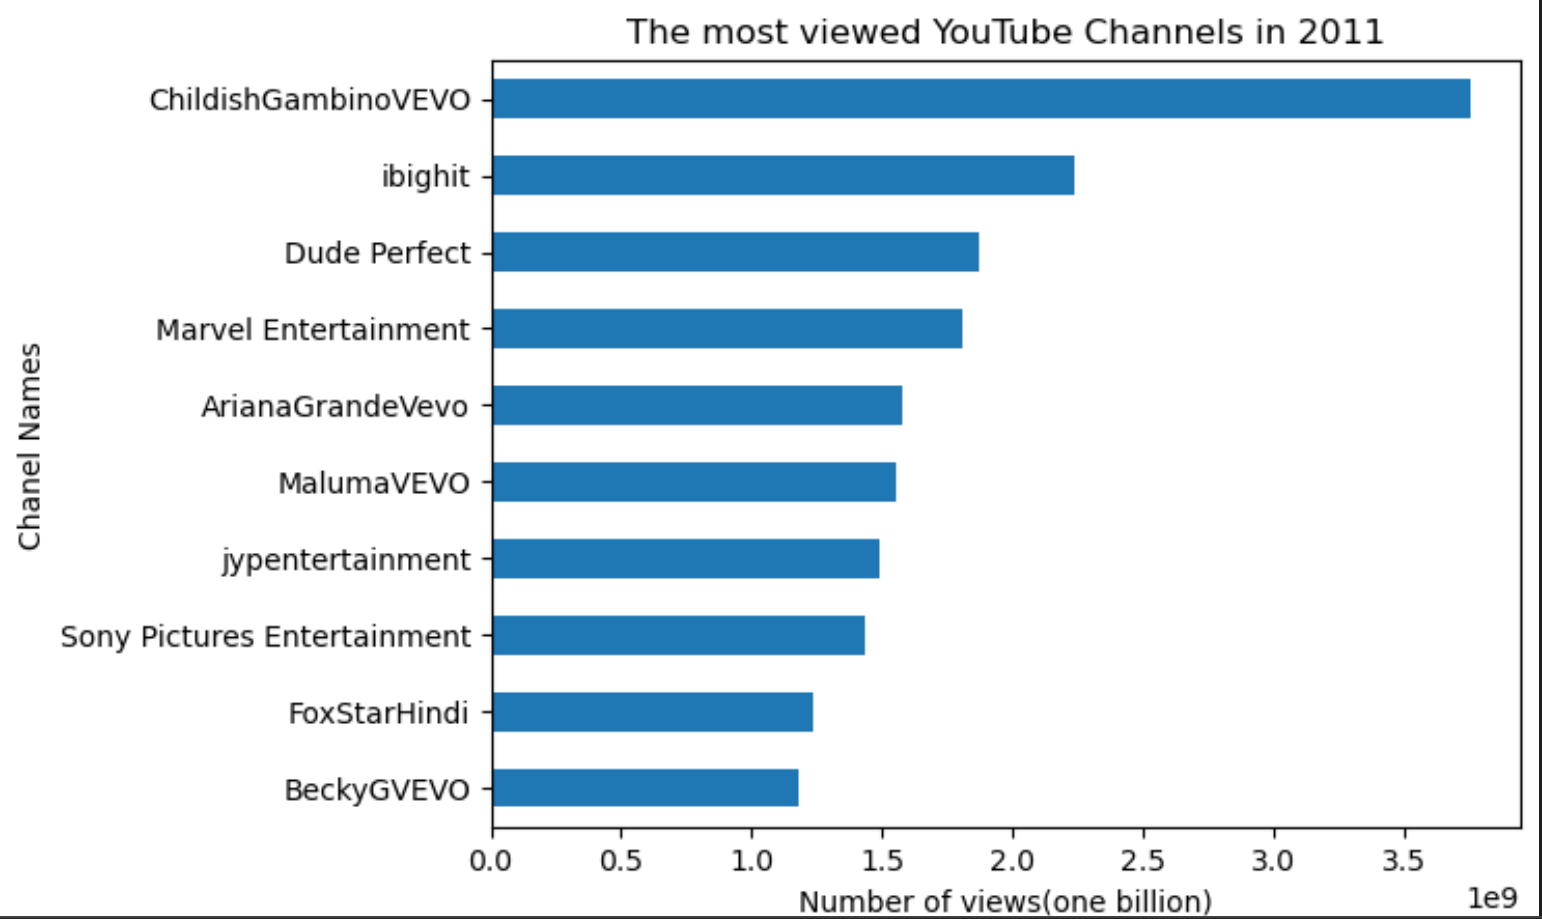 The most viewed YouTube Channels in 2011
Chanel Names
ChildishGambinoVEVO
ibighit
Dude Perfect
Marvel Entertainment
ArianaGrandeVevo
MalumaVEVO
jypentertainment
Sony Pictures Entertainment
FoxStarHindi
BeckyGVEVO
0.0 0.5 1.0 1.5 2.0 2.5 3.0 3.5
Number of views(one billion)
1e9